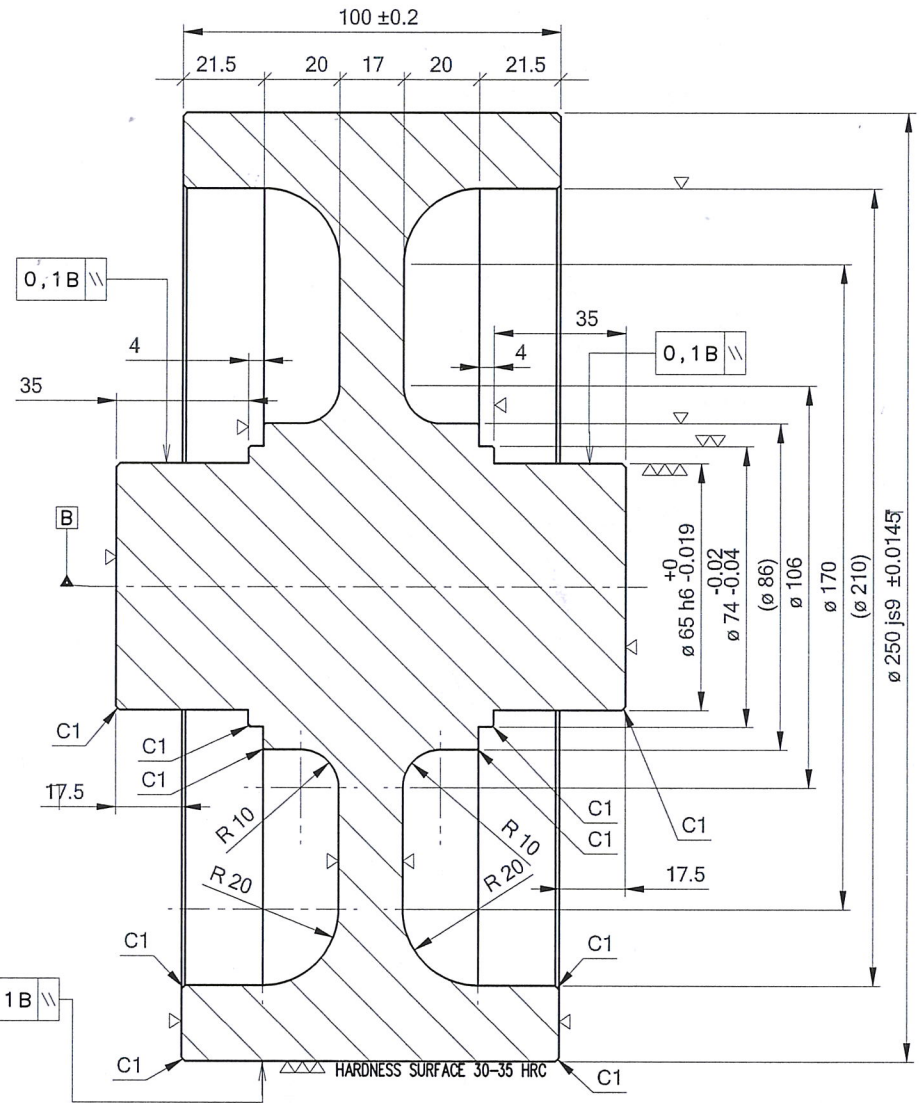 100 ±0.2
21.5 20 17 20 21.5
0,1B \\
35
4
4
0,1B \\
35
B
ø 65 h6 +0 -0.019
ø 74 -0.02 -0.04
(ø 86)
ø 106
ø 170
(ø 210)
ø 250 js9 ±0.0145
C1
C1
C1
17.5
R 10
R 20
R 10
R 20
C1
C1
C1
17.5
C1
C1
1B \\
C1
HARDNESS SURFACE 30-35 HRC
C1